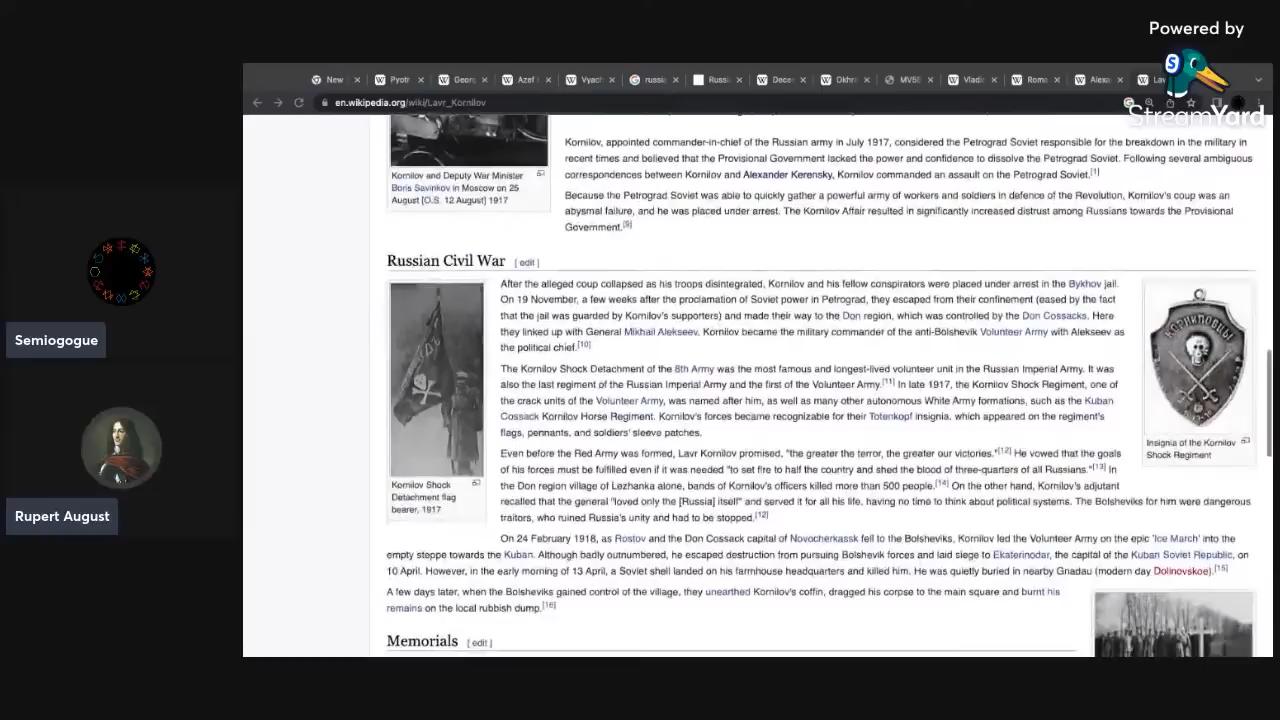 Powered by
StreamYard
New
Pyotr
Georg
Azef
Vyach
russia
Russia
Dece
Okhra
MV5B
Vladi
Roma
Alexa
Lav
en.wikipedia.org/wiki/Lavr_Kornilov
Kornilov, appointed commander-in-chief of the Russian army in July 1917, considered the Petrograd Soviet responsible for the breakdown in the military in
recent times and believed that the Provisional Government lacked the power and confidence to dissolve the Petrograd Soviet. Following several ambiguous
correspondences between Kornilov and Alexander Kerensky, Kornilov commanded an assault on the Petrograd Soviet.[1]
Because the Petrograd Soviet was able to quickly gather a powerful army of workers and soldiers in defence of the Revolution, Kornilov's coup was an
abysmal failure, and he was placed under arrest. The Kornilov Affair resulted in significantly increased distrust among Russians towards the Provisional
Government.[9]
Kornilov and Deputy War Minister
Boris Savinkov in Moscow on 25
August [O.S. 12 August] 1917
Russian Civil War [ edit ]
After the alleged coup collapsed as his troops disintegrated, Kornilov and his fellow conspirators were placed under arrest in the Bykhov jail.
On 19 November, a few weeks after the proclamation of Soviet power in Petrograd, they escaped from their confinement (eased by the fact
that the jail was guarded by Kornilov's supporters) and made their way to the Don region, which was controlled by the Don Cossacks. Here
they linked up with General Mikhail Alekseev. Kornilov became the military commander of the anti-Bolshevik Volunteer Army with Alekseev as
the political chief.[10]
The Kornilov Shock Detachment of the 8th Army was the most famous and longest-lived volunteer unit in the Russian Imperial Army. It was
also the last regiment of the Russian Imperial Army and the first of the Volunteer Army.[11] In late 1917, the Kornilov Shock Regiment, one of
the crack units of the Volunteer Army, was named after him, as well as many other autonomous White Army formations, such as the Kuban
Cossack Kornilov Horse Regiment. Kornilov's forces became recognizable for their Totenkopf insignia, which appeared on the regiment's
flags, pennants, and soldiers' sleeve patches.
Even before the Red Army was formed, Lavr Kornilov promised, "the greater the terror, the greater our victories."[12] He vowed that the goals
of his forces must be fulfilled even if it was needed "to set fire to half the country and shed the blood of three-quarters of all Russians."[13] In
the Don region village of Lezhanka alone, bands of Kornilov's officers killed more than 500 people.[14] On the other hand, Kornilov's adjutant
recalled that the general "loved only the [Russia] itself" and served it for all his life, having no time to think about political systems. The Bolsheviks for him were dangerous
traitors, who ruined Russia's unity and had to be stopped.[12]
On 24 February 1918, as Rostov and the Don Cossack capital of Novocherkassk fell to the Bolsheviks, Kornilov led the Volunteer Army on the epic 'Ice March' into the
empty steppe towards the Kuban. Although badly outnumbered, he escaped destruction from pursuing Bolshevik forces and laid siege to Ekaterinodar, the capital of the Kuban Soviet Republic, on
10 April. However, in the early morning of 13 April, a Soviet shell landed on his farmhouse headquarters and killed him. He was quietly buried in nearby Gnadau (modern day Dolinovskoe).[15]
A few days later, when the Bolsheviks gained control of the village, they unearthed Kornilov's coffin, dragged his corpse to the main square and burnt his
remains on the local rubbish dump.[16]
Kornilov Shock
Detachment flag
bearer, 1917
КОРНИЛОВЦЫ
Insignia of the Kornilov
Shock Regiment
Memorials [ edit ]
Semiogogue
Rupert August